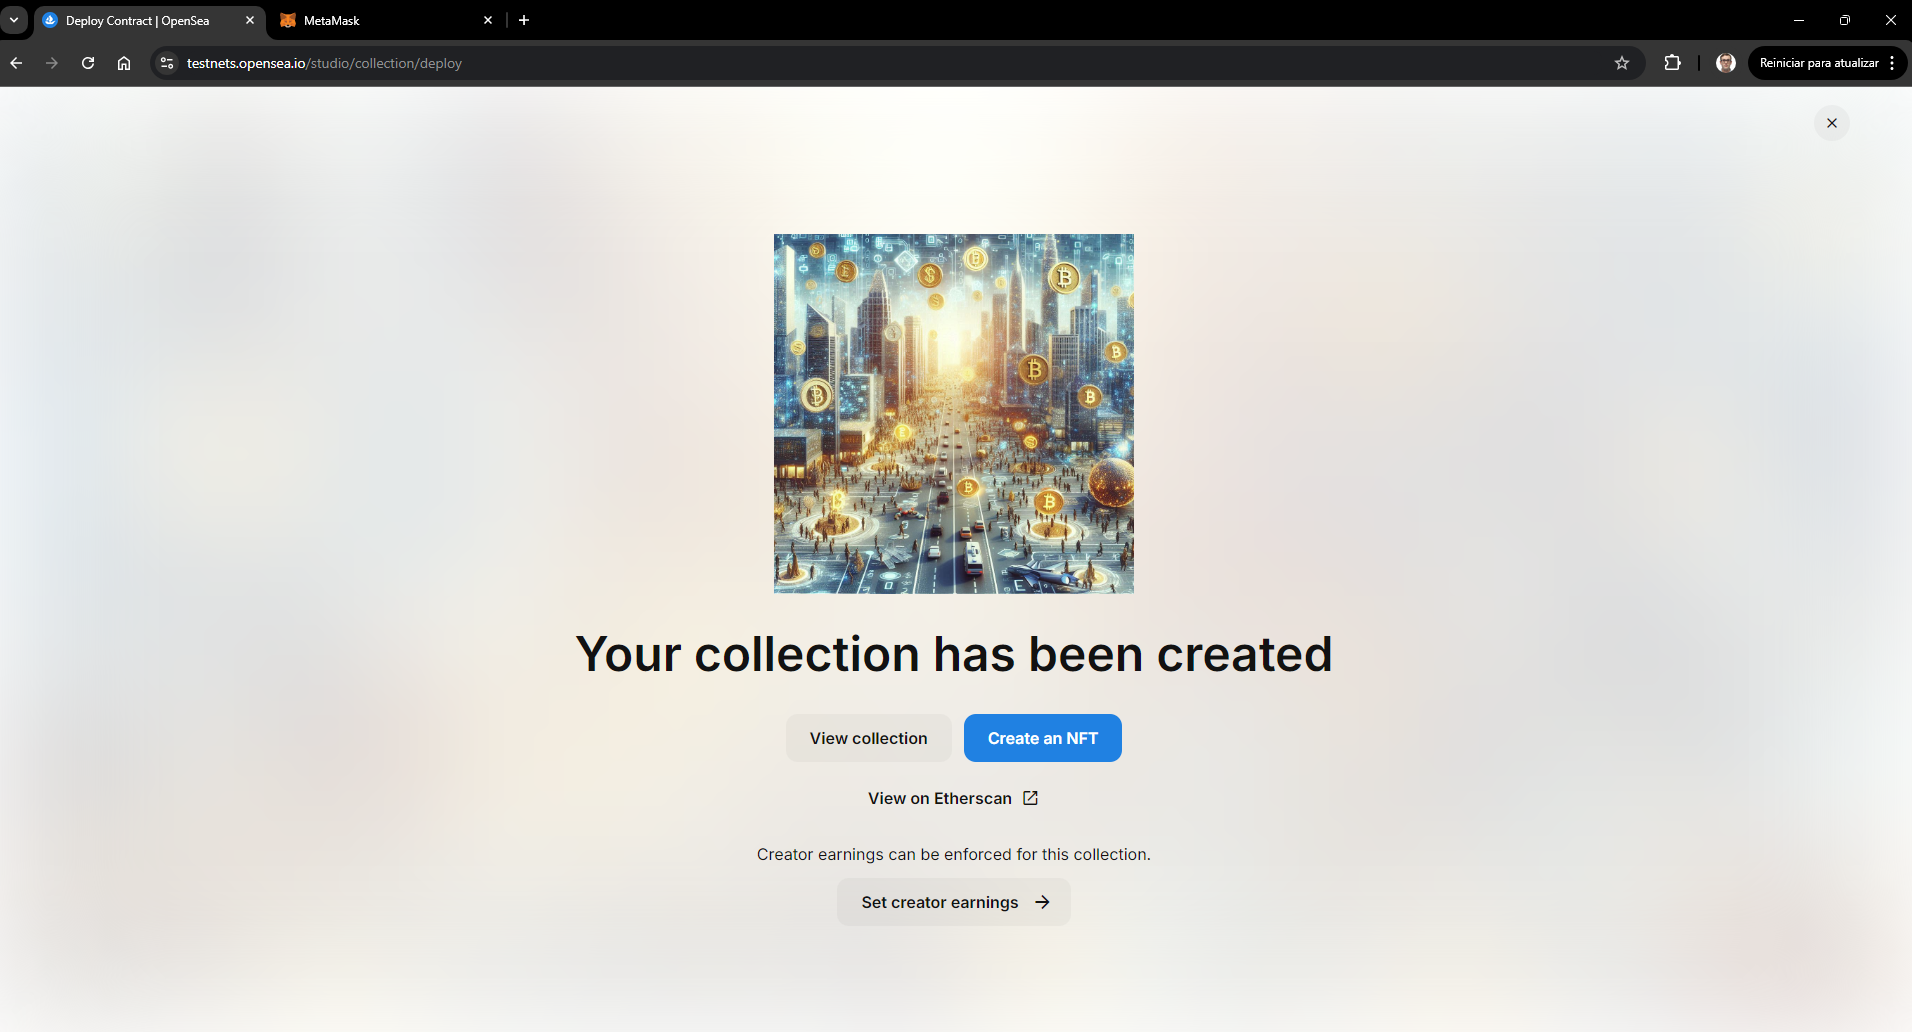 Deploy Contract | OpenSea
MetaMask
testnets.opensea.io/studio/collection/deploy
Reiniciar para atualizar
Your collection has been created
View collection
Create an NFT
View on Etherscan
Creator earnings can be enforced for this collection.
Set creator earnings